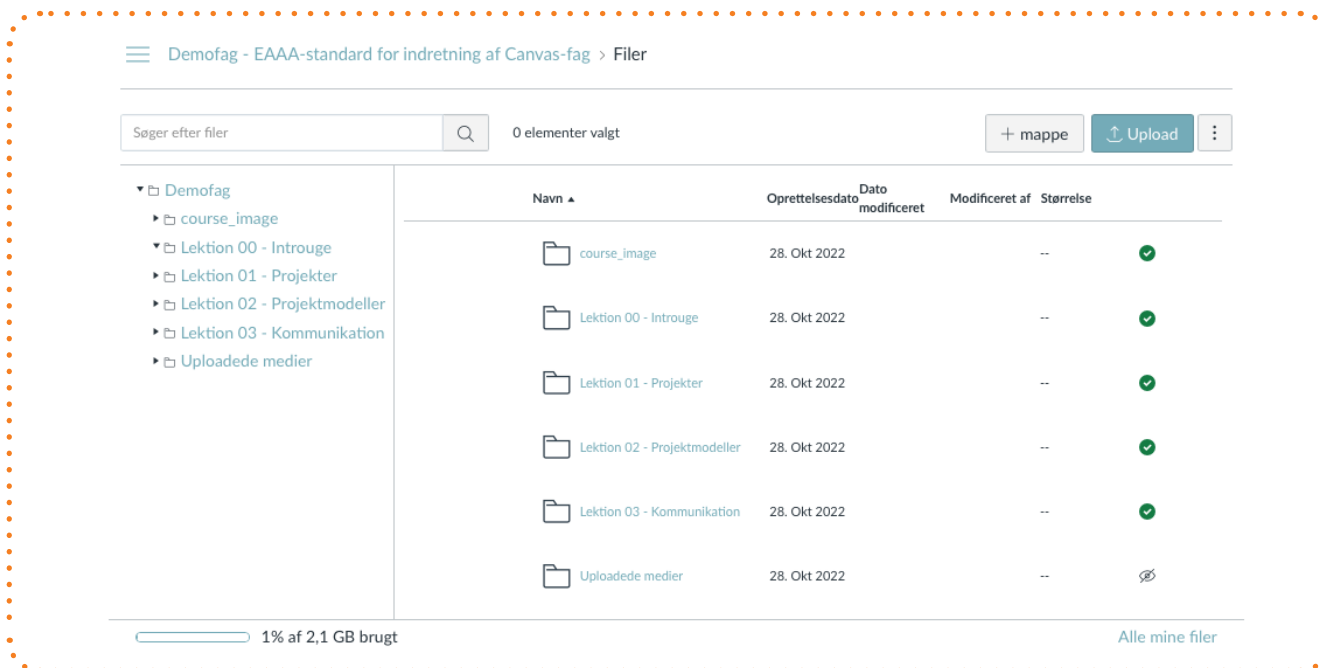 Demofag - EAAA-standard for indretning af Canvas-fag > Filer
Søger efter filer
0 elementer valgt
+ mappe
Upload
Demofag
course_image
Lektion 00 - Introuge
Lektion 01 - Projekter
Lektion 02 - Projektmodeller
Lektion 03 - Kommunikation
Uploadede medier
Navn Oprettelsesdato Dato modificeret Modificeret af Størrelse
course_image 28. Okt 2022 --
Lektion 00 - Introuge 28. Okt 2022 --
Lektion 01 - Projekter 28. Okt 2022 --
Lektion 02 - Projektmodeller 28. Okt 2022 --
Lektion 03 - Kommunikation 28. Okt 2022 --
Uploadede medier 28. Okt 2022 --
1% af 2,1 GB brugt
Alle mine filer